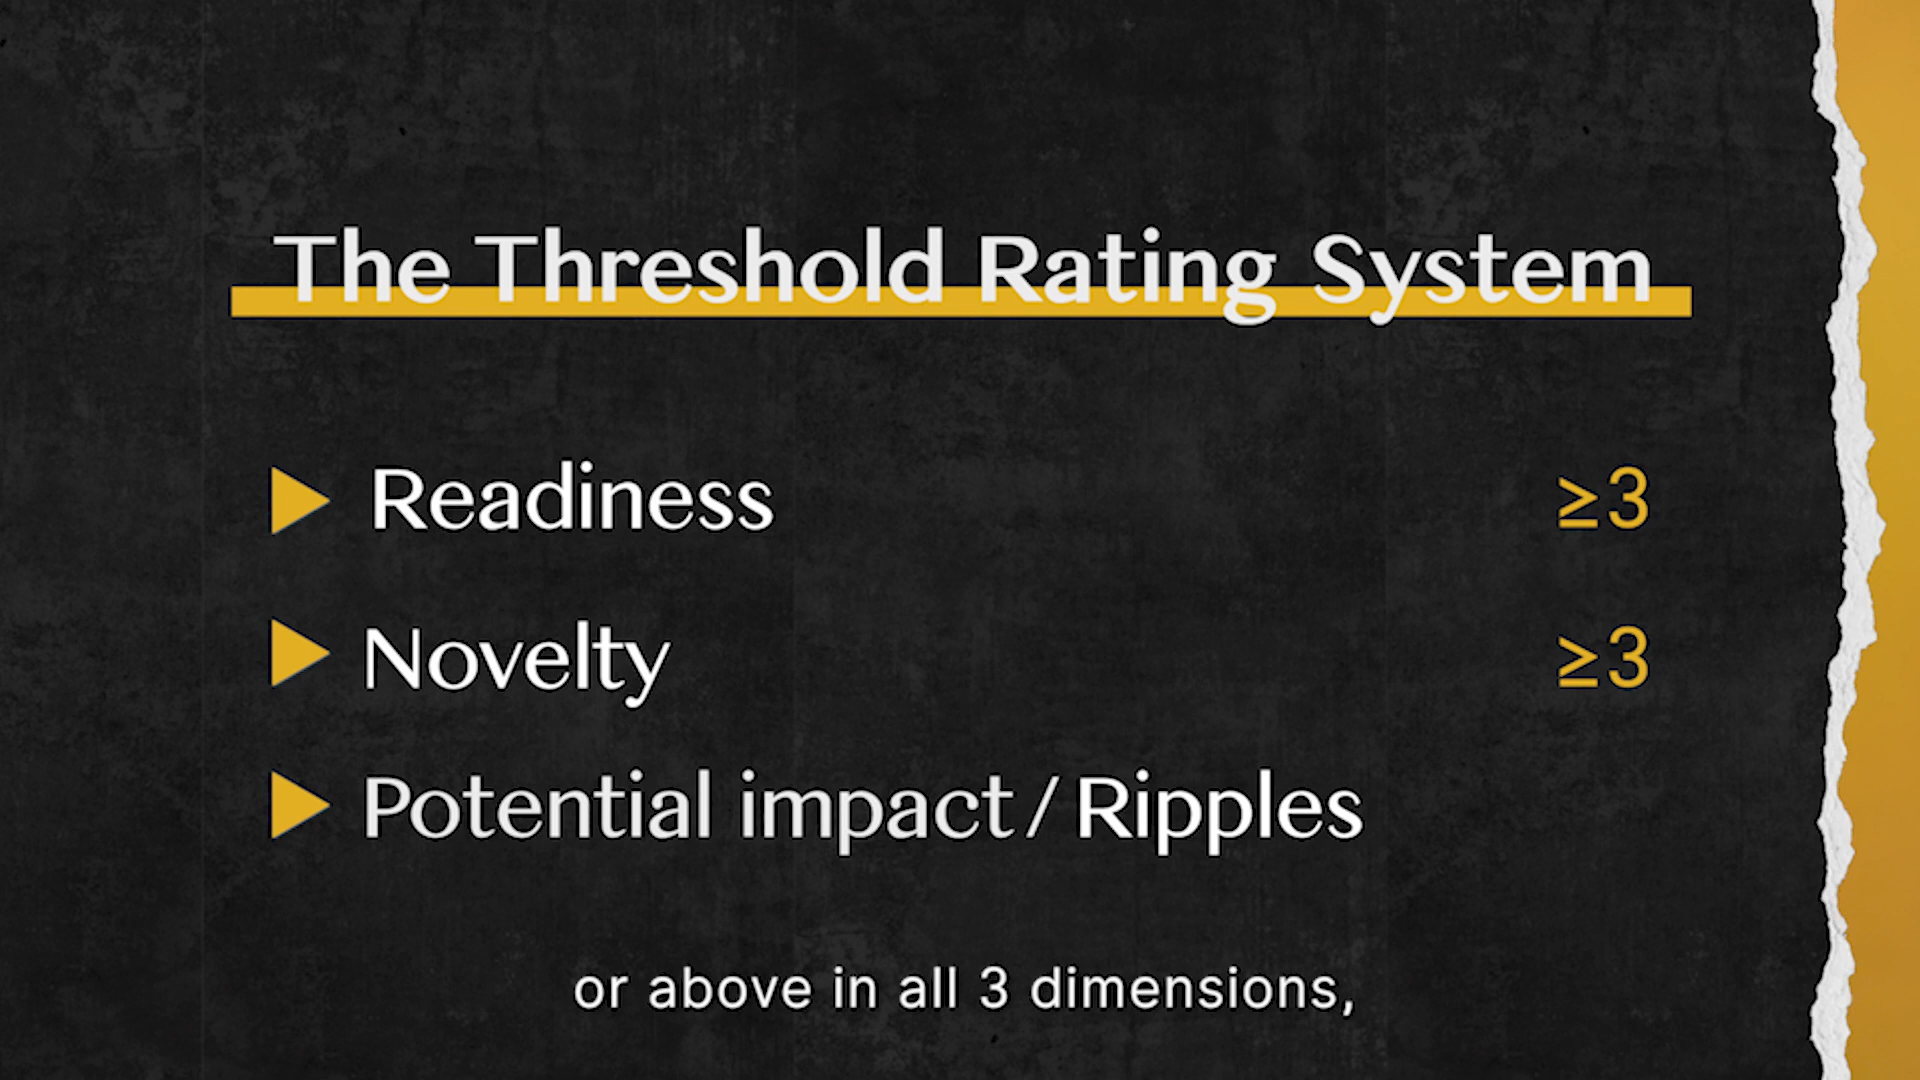 The Threshold Rating System
Readiness ≥3
Novelty ≥3
Potential impact / Ripples
or above in all 3 dimensions,